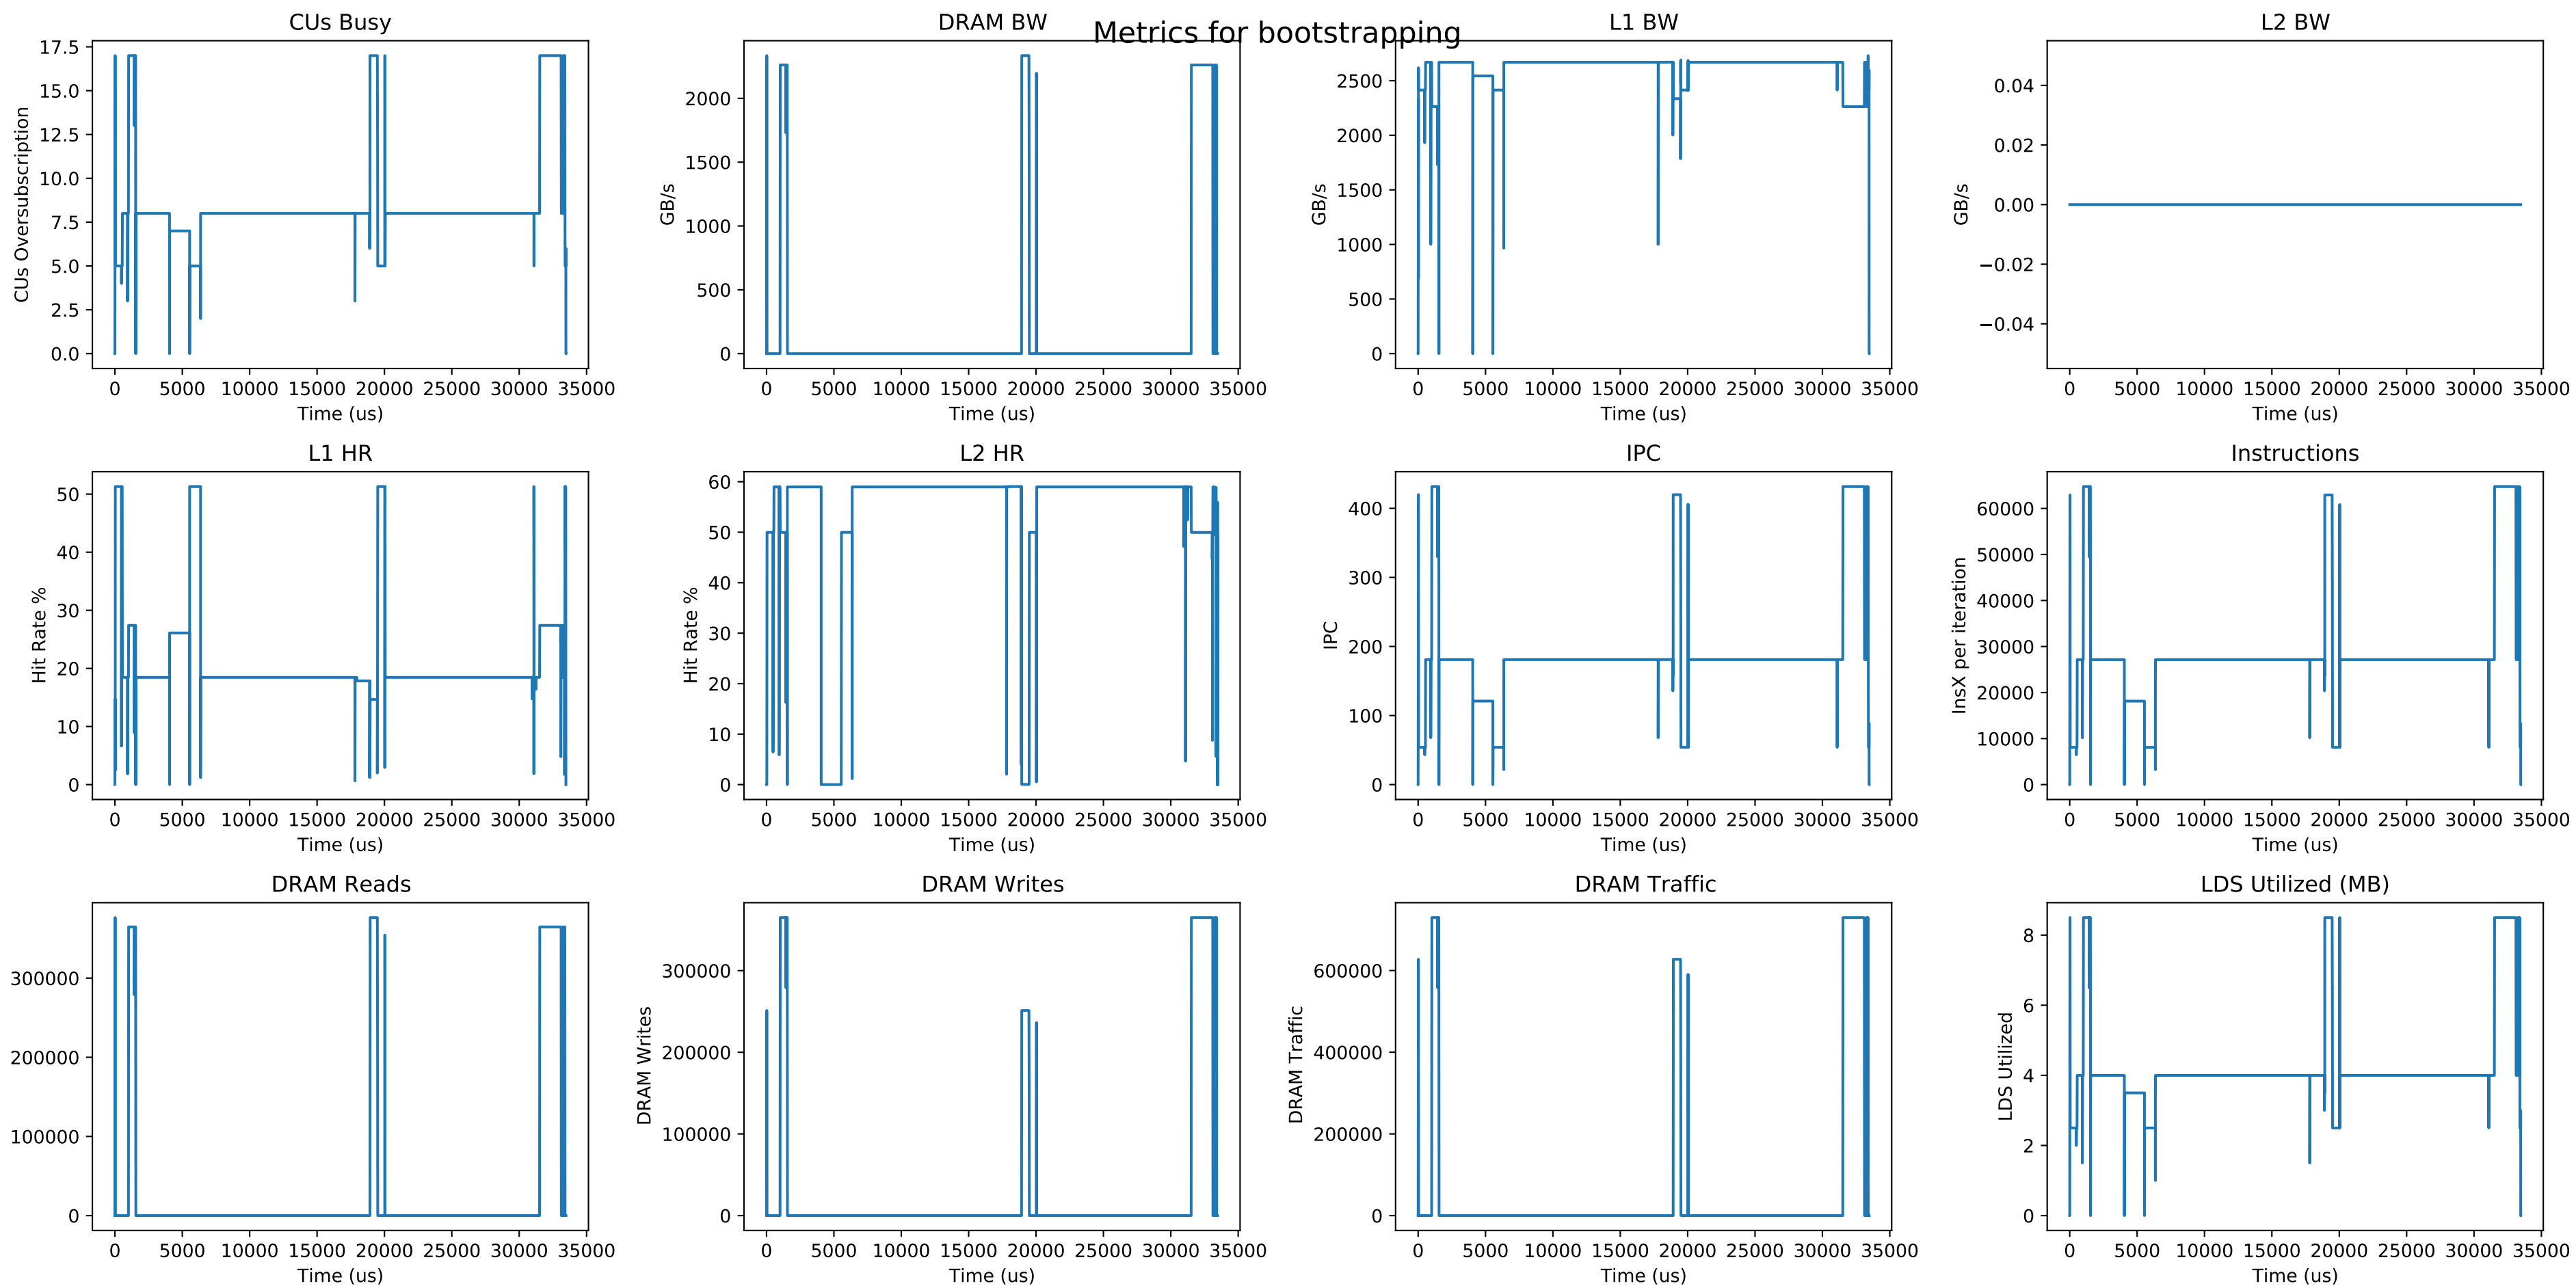 Metrics for bootstrapping
CUs Busy
CUs Oversubscription
17.5
15.0
12.5
10.0
7.5
5.0
2.5
0.0
0 5000 10000 15000 20000 25000 30000 35000
Time (us)
DRAM BW
GB/s
2000
1500
1000
500
0
0 5000 10000 15000 20000 25000 30000 35000
Time (us)
L1 BW
GB/s
2500
2000
1500
1000
500
0
0 5000 10000 15000 20000 25000 30000 35000
Time (us)
L2 BW
GB/s
0.04
0.02
0.00
−0.02
−0.04
0 5000 10000 15000 20000 25000 30000 35000
Time (us)
L1 HR
Hit Rate %
50
40
30
20
10
0
0 5000 10000 15000 20000 25000 30000 35000
Time (us)
L2 HR
Hit Rate %
60
50
40
30
20
10
0
0 5000 10000 15000 20000 25000 30000 35000
Time (us)
IPC
IPC
400
300
200
100
0
0 5000 10000 15000 20000 25000 30000 35000
Time (us)
Instructions
InsX per iteration
60000
50000
40000
30000
20000
10000
0
0 5000 10000 15000 20000 25000 30000 35000
Time (us)
DRAM Reads
300000
200000
100000
0
0 5000 10000 15000 20000 25000 30000 35000
Time (us)
DRAM Writes
DRAM Writes
300000
200000
100000
0
0 5000 10000 15000 20000 25000 30000 35000
Time (us)
DRAM Traffic
DRAM Traffic
600000
400000
200000
0
0 5000 10000 15000 20000 25000 30000 35000
Time (us)
LDS Utilized (MB)
LDS Utilized
8
6
4
2
0
0 5000 10000 15000 20000 25000 30000 35000
Time (us)